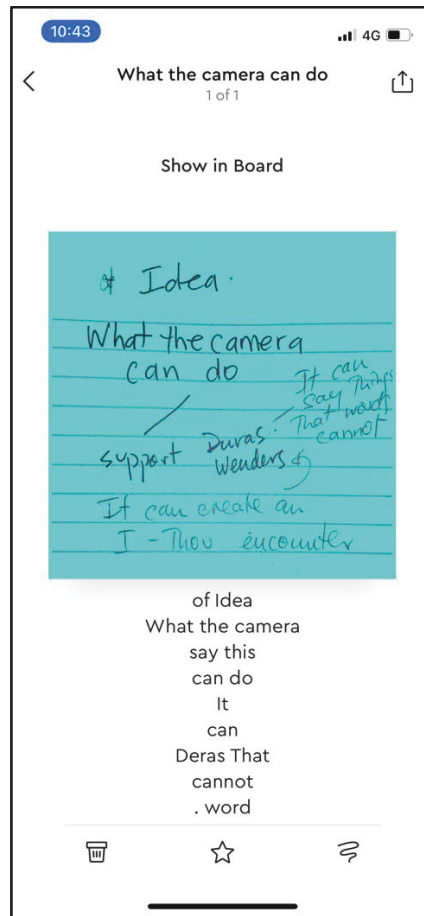 10:43
4G
What the camera can do
1 of 1
Show in Board
Idea.
What the camera
can do
It can
say Things
That words
cannot
support Duras.
Wenders
It can create an
I-Thou encounter
of Idea
What the camera
say this
can do
It
can
Deras That
cannot
. word